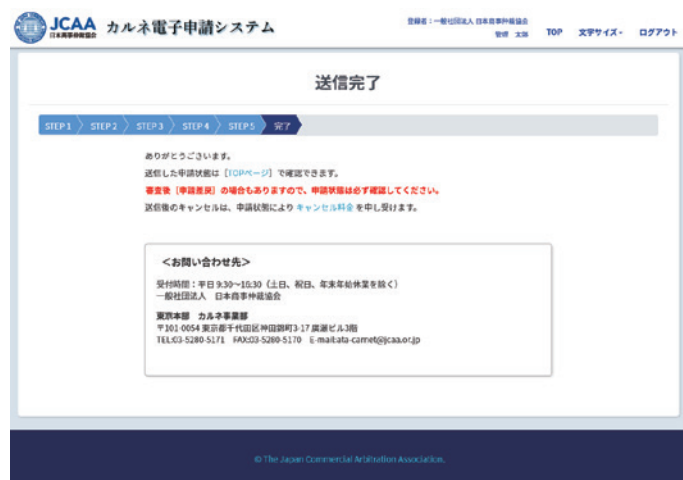 JCAA 日本商事仲裁協会 カルネ電子申請システム
登録者：一般社団法人 日本商事仲裁協会
管理 太郎
TOP 文字サイズ ログアウト
送信完了
STEP1 STEP2 STEP3 STEP4 STEP5 完了
ありがとうございます。
送信した申請状態は［TOPページ］で確認できます。
審査後［申請差戻］の場合もありますので、申請状態は必ず確認してください。
送信後のキャンセルは、申請状態により キャンセル料金 を申し受けます。
＜お問い合わせ先＞
受付時間：平日 9:30～16:30（土日、祝日、年末年始休業を除く）
一般社団法人 日本商事仲裁協会
東京本部 カルネ事業部
〒101-0054 東京都千代田区神田錦町3-17 廣瀬ビル3階
TEL:03-5280-5171 FAX:03-5280-5170 E-mail:ata-carnet@jcaa.or.jp
© The Japan Commercial Arbitration Association.